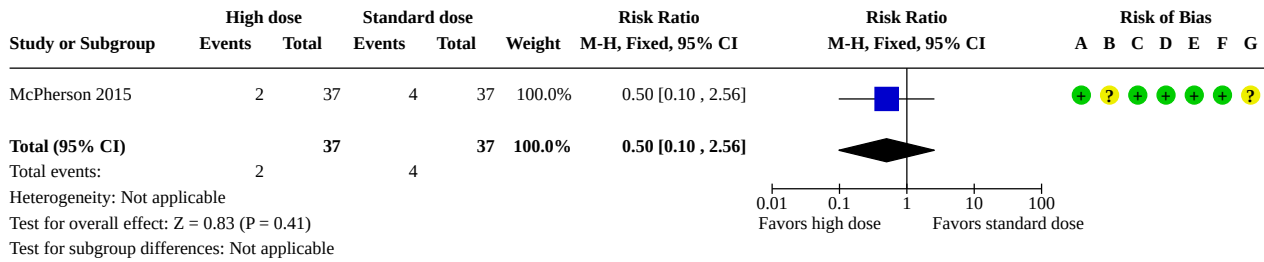 High dose Standard dose Risk Ratio Risk Ratio Risk of Bias
Study or Subgroup Events Total Events Total Weight M-H, Fixed, 95% CI M-H, Fixed, 95% CI A B C D E F G
McPherson 2015 2 37 4 37 100.0% 0.50 [0.10 , 2.56] + ? + + + + ?
Total (95% CI) 37 37 100.0% 0.50 [0.10 , 2.56]
Total events: 2 4
Heterogeneity: Not applicable 0.01 0.1 1 10 100
Test for overall effect: Z = 0.83 (P = 0.41) Favors high dose Favors standard dose
Test for subgroup differences: Not applicable